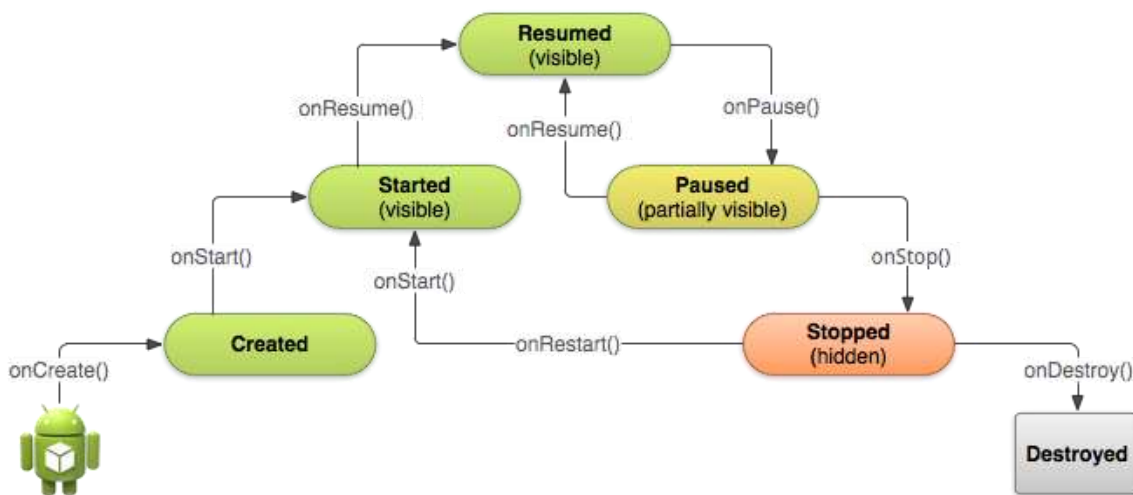 Resumed
(visible)
onResume()
onResume()
onPause()
Started
(visible)
Paused
(partially visible)
onStart()
onStart()
onStop()
Created
onRestart()
Stopped
(hidden)
onCreate()
onDestroy()
Destroyed